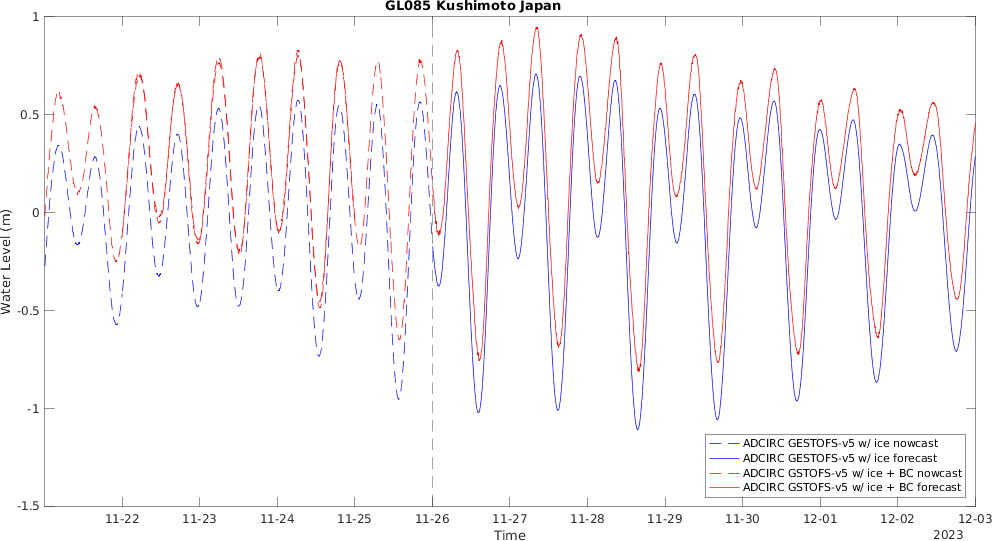 GL085 Kushimoto Japan
1
0.5
0
-0.5
-1
-1.5
Water Level (m)
ADCIRC GESTOFS-v5 w/ ice nowcast
ADCIRC GESTOFS-v5 w/ ice forecast
ADCIRC GSTOFS-v5 w/ ice + BC nowcast
ADCIRC GSTOFS-v5 w/ ice + BC forecast
11-22 11-23 11-24 11-25 11-26 11-27 11-28 11-29 11-30 12-01 12-02 12-03
Time
2023